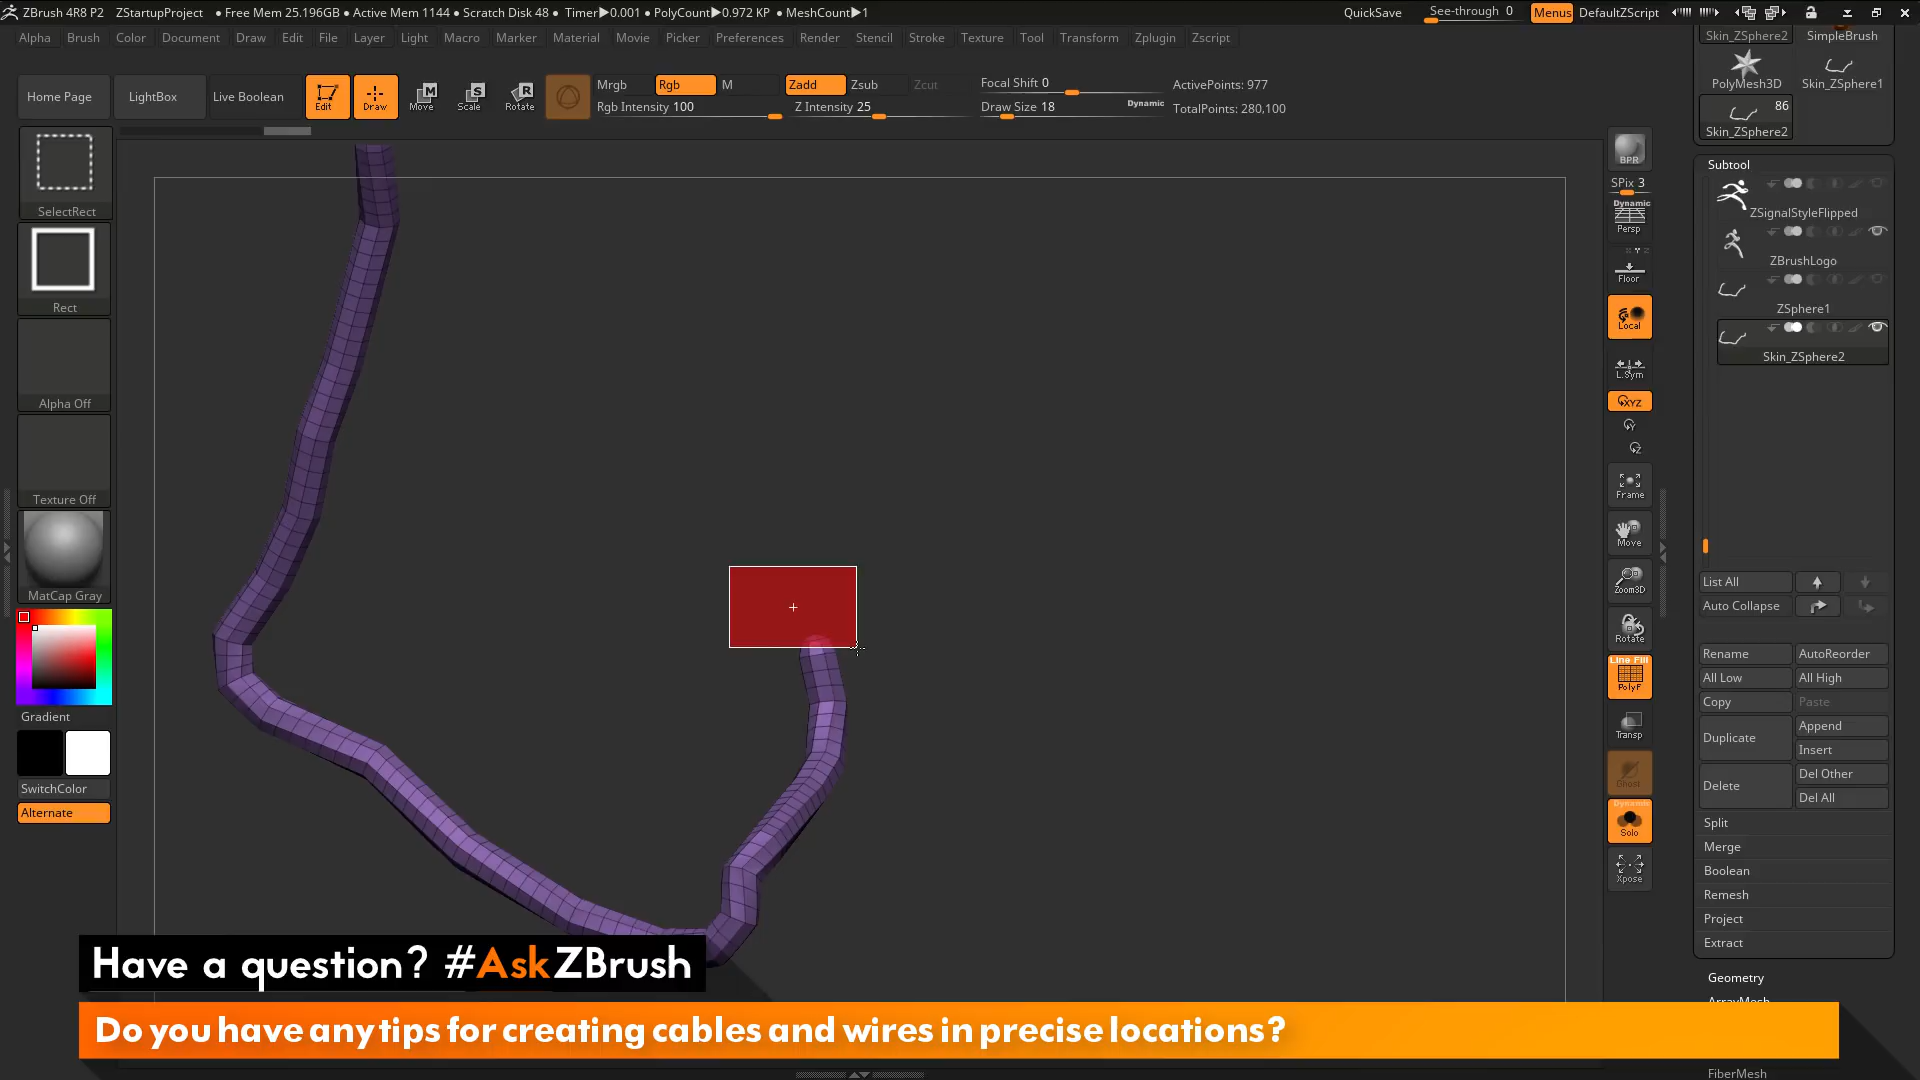 ZBrush 4R8 P2 ZStartupProject • Free Mem 25.196GB • Active Mem 1144 • Scratch Disk 48 • Timer▶0.001 • PolyCount▶0.972 KP • MeshCount▶1 QuickSave See-through 0 Menus DefaultZScript
Alpha Brush Color Document Draw Edit File Layer Light Macro Marker Material Movie Picker Preferences Render Stencil Stroke Texture Tool Transform Zplugin Zscript
Home Page LightBox Live Boolean Edit Draw Move Scale Rotate
Mrgb Rgb M Zadd Zsub Zcut Focal Shift 0 ActivePoints: 977
Rgb Intensity 100 Z Intensity 25 Draw Size 18 Dynamic TotalPoints: 280,100
SelectRect
Rect
Alpha Off
Texture Off
MatCap Gray
Gradient
SwitchColor
Alternate
BPR
SPix 3
Dynamic
Persp
Floor
Local
L.Sym
XYZ
Y
Z
Frame
Move
Zoom3D
Rotate
Line Fill
PolyF
Transp
Ghost
Dynamic
Solo
Xpose
Skin_ZSphere2 SimpleBrush
PolyMesh3D Skin_ZSphere1
86
Skin_ZSphere2
Subtool
ZSignalStyleFlipped
ZBrushLogo
ZSphere1
Skin_ZSphere2
List All
Auto Collapse
Rename AutoReorder
All Low All High
Copy Paste
Duplicate Append
Insert
Delete Del Other
Del All
Split
Merge
Boolean
Remesh
Project
Extract
Geometry
ArrayMesh
FiberMesh
Have a question? #AskZBrush
Do you have any tips for creating cables and wires in precise locations?